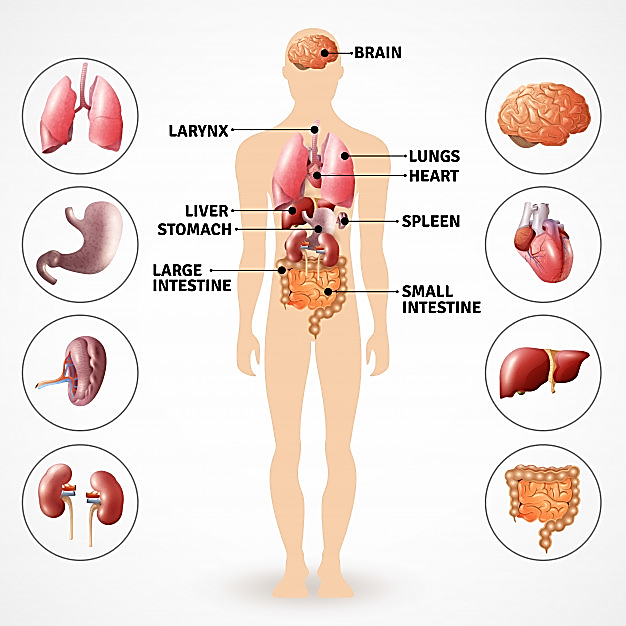 BRAIN
LARYNX
LUNGS
HEART
LIVER
STOMACH
SPLEEN
LARGE
INTESTINE
SMALL
INTESTINE